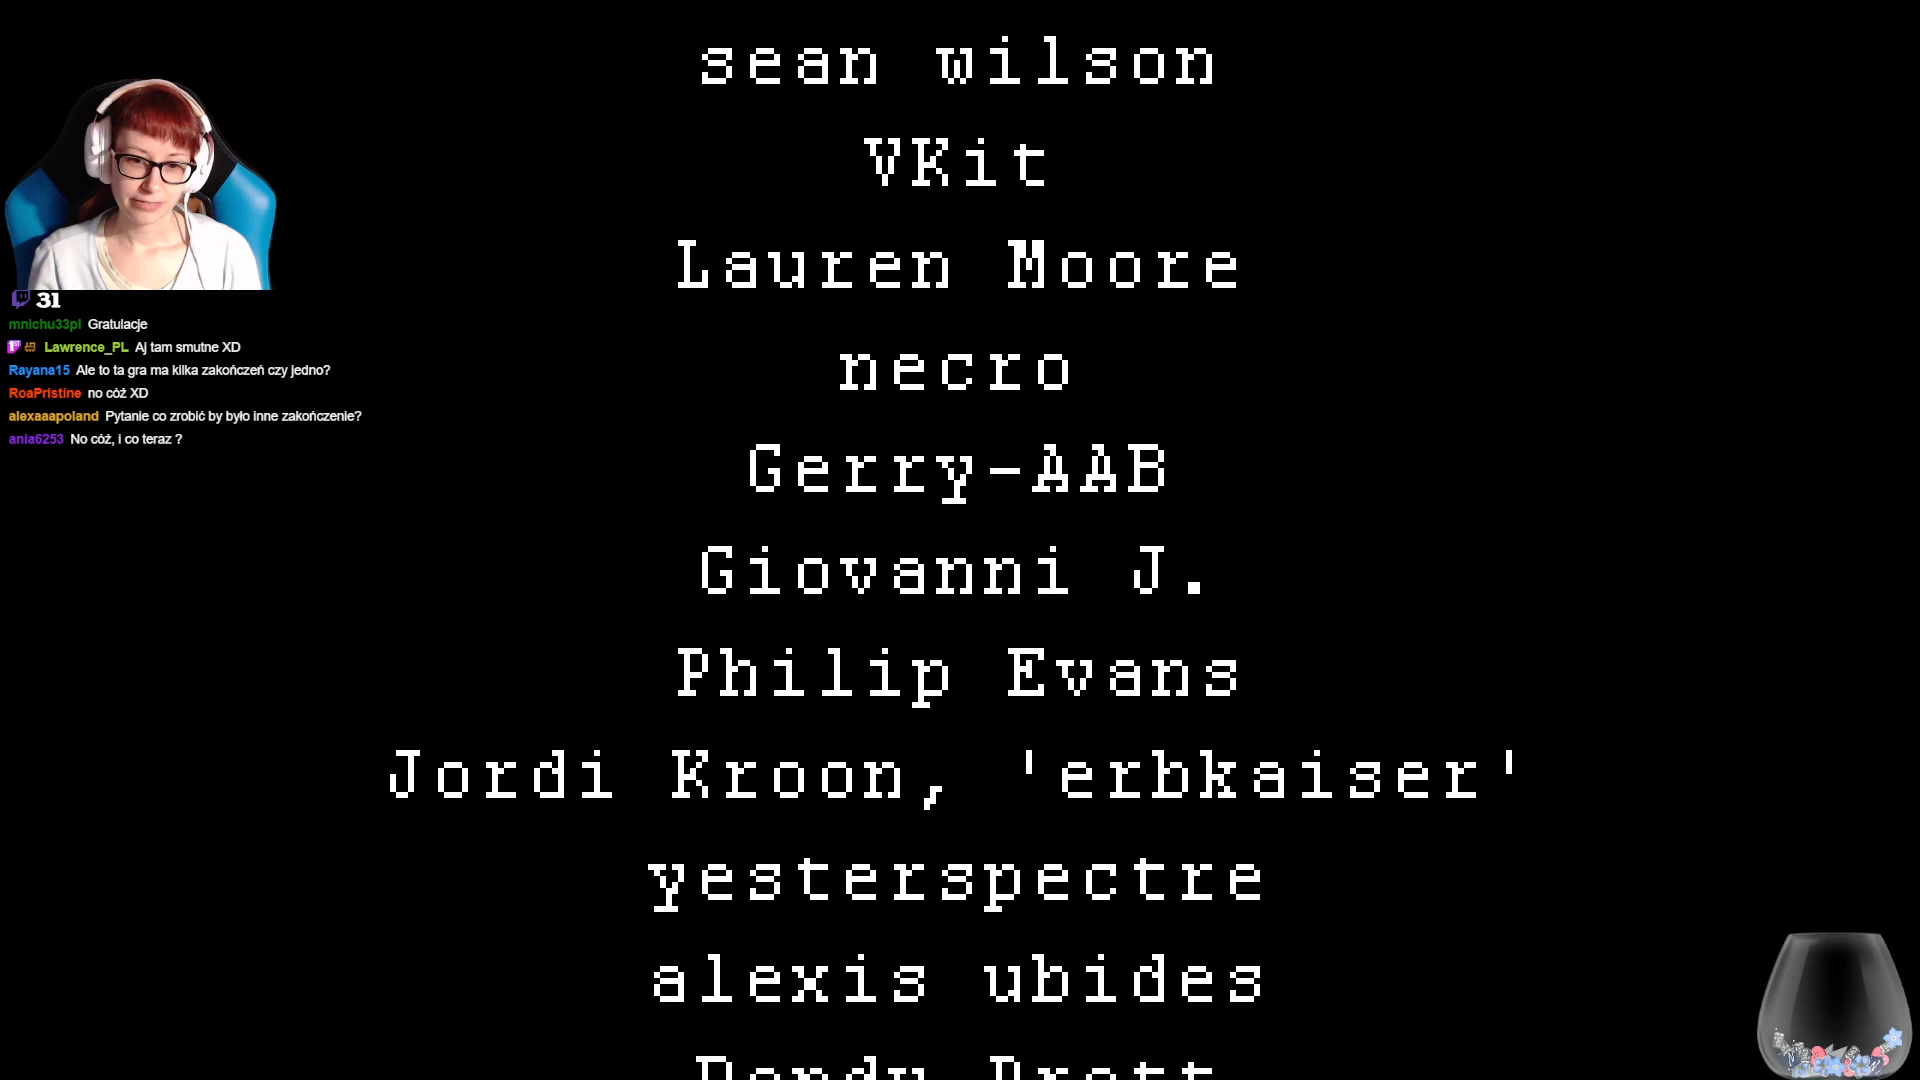 sean wilson
VKit
Lauren Moore
necro
Gerry-AAB
Giovanni J.
Philip Evans
Jordi Kroon, 'erbkaiser'
yesterspectre
alexis ubides
31
mnichu33pl Gratulacje
Lawrence_PL Aj tam smutne XD
Rayana15 Ale to ta gra ma kilka zakończeń czy jedno?
RoaPristine no cóż XD
alexaaapoland Pytanie co zrobić by było inne zakończenie?
ania6253 No cóż, i co teraz ?